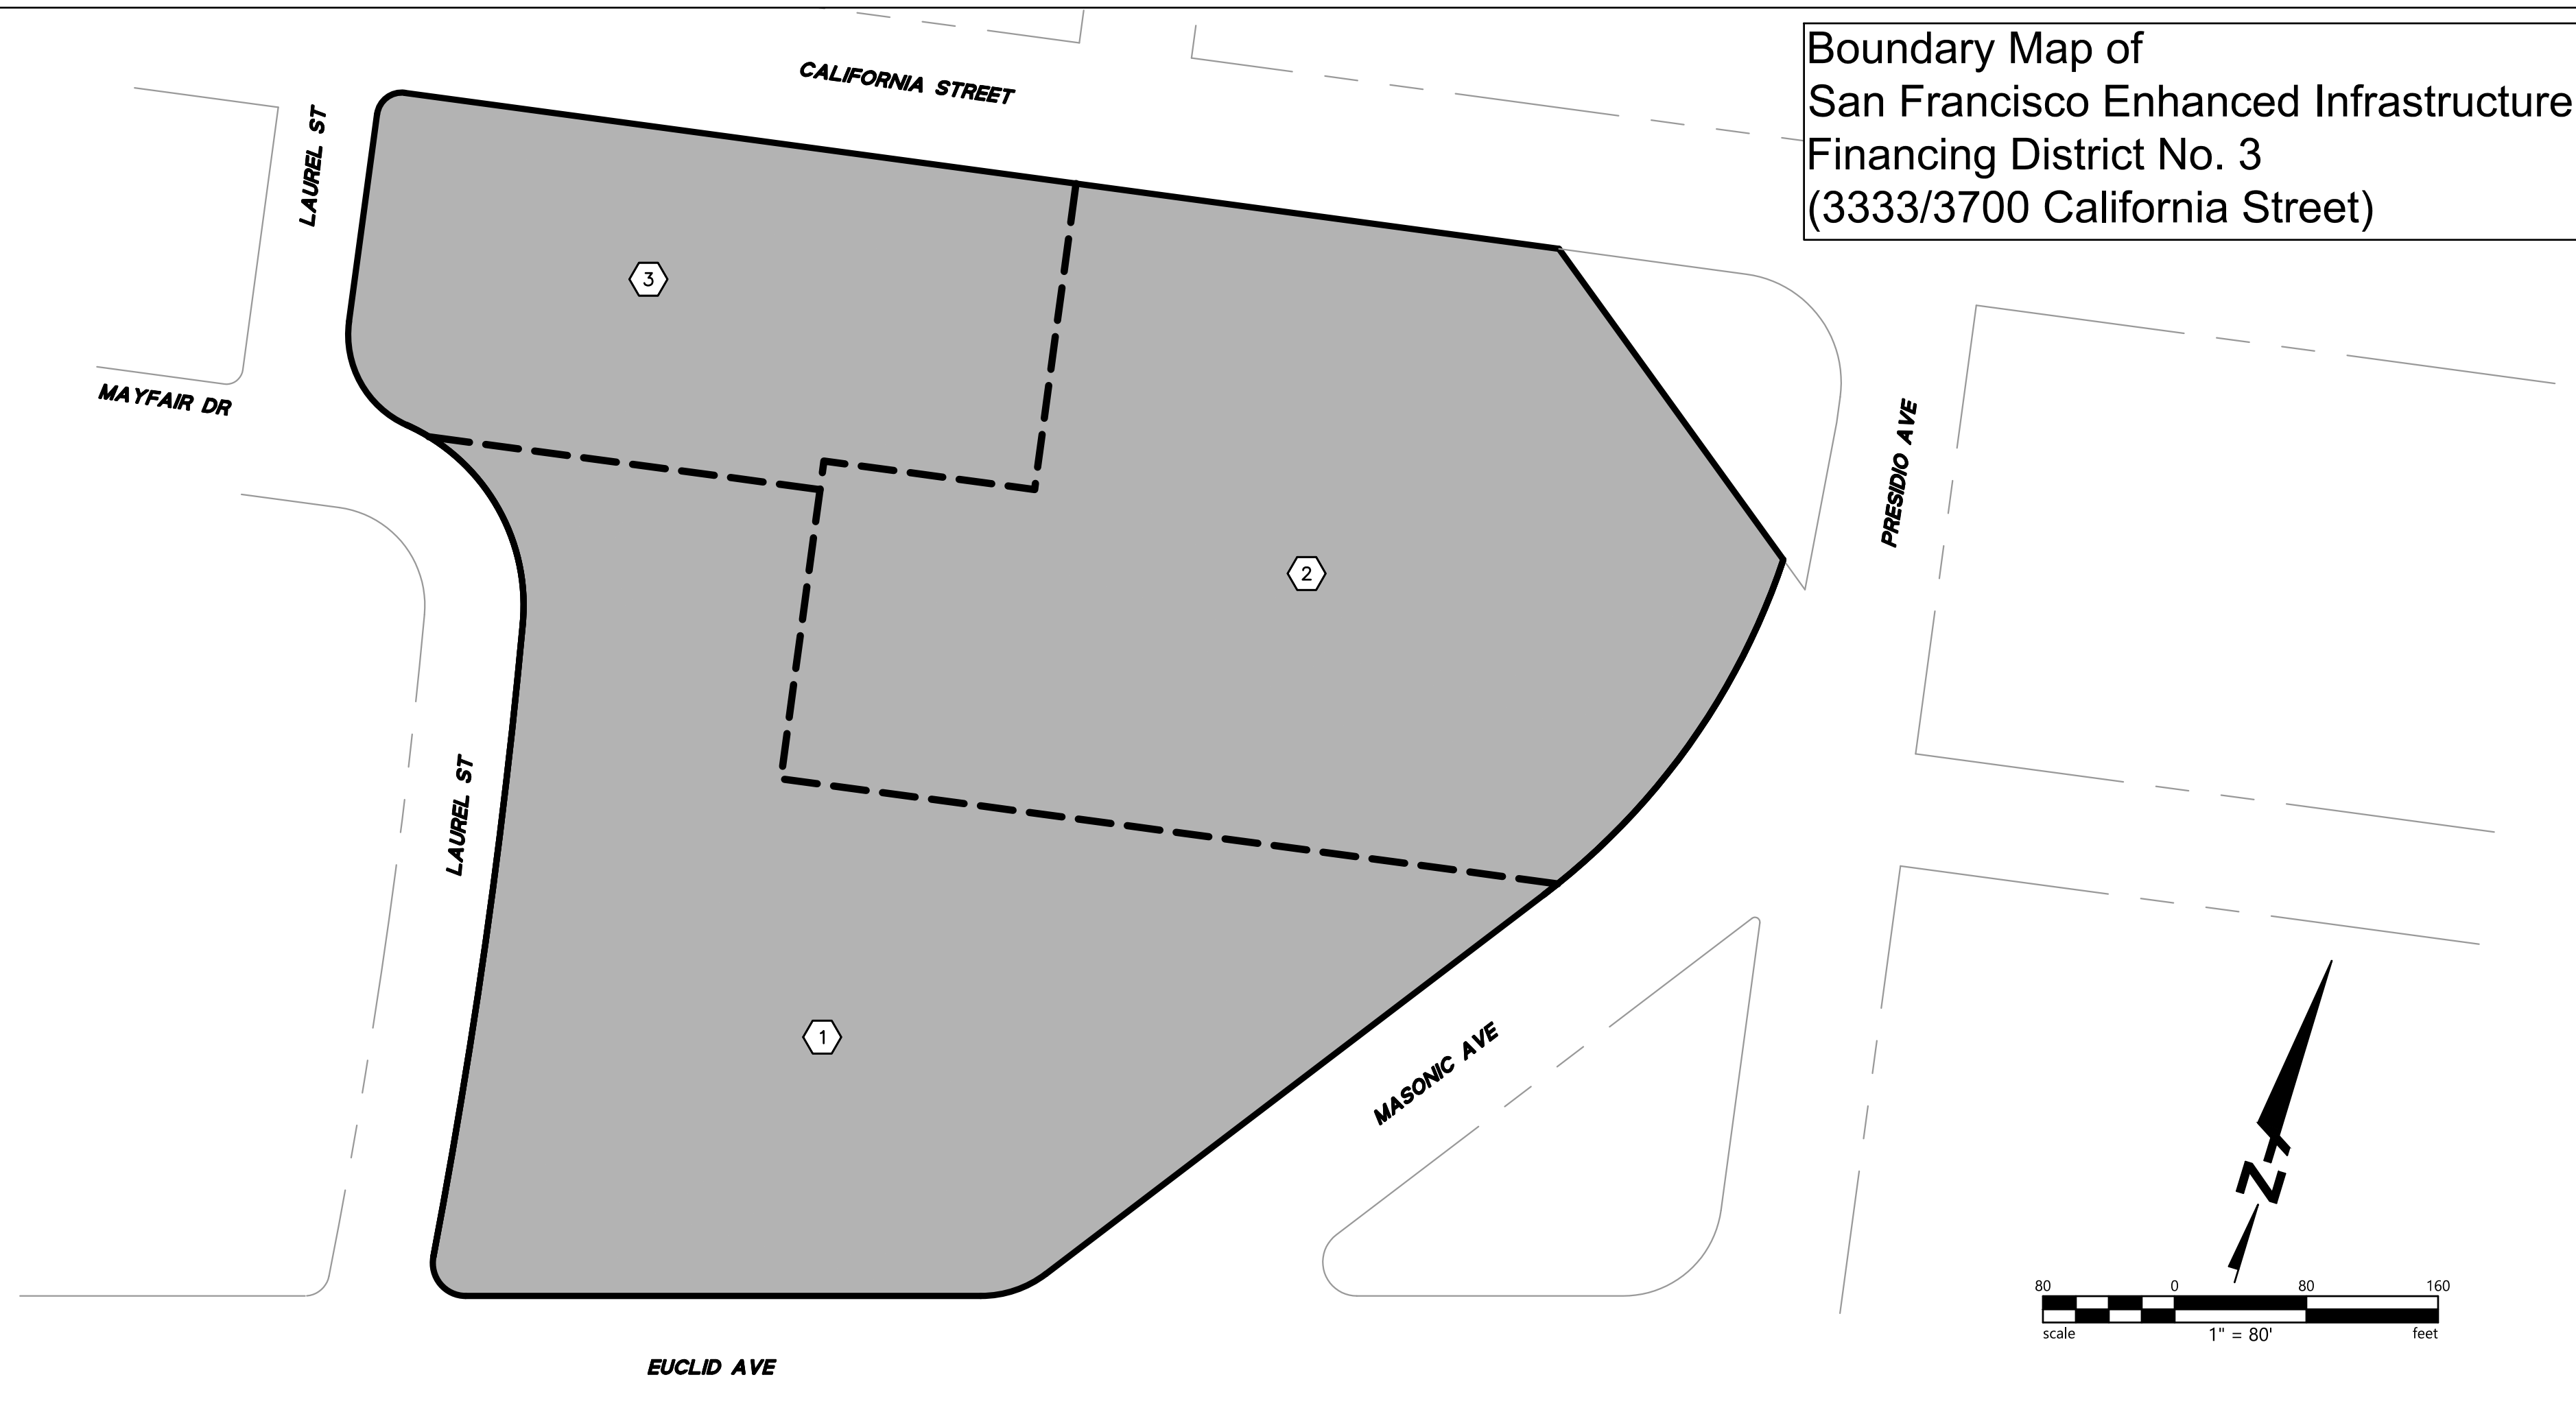 Boundary Map of
San Francisco Enhanced Infrastructure
Financing District No. 3
(3333/3700 California Street)
CALIFORNIA STREET
LAUREL ST
3
MAYFAIR DR
PRESIDIO AVE
2
LAUREL ST
1
MASONIC AVE
N
80 0 80 160
scale 1" = 80' feet
EUCLID AVE